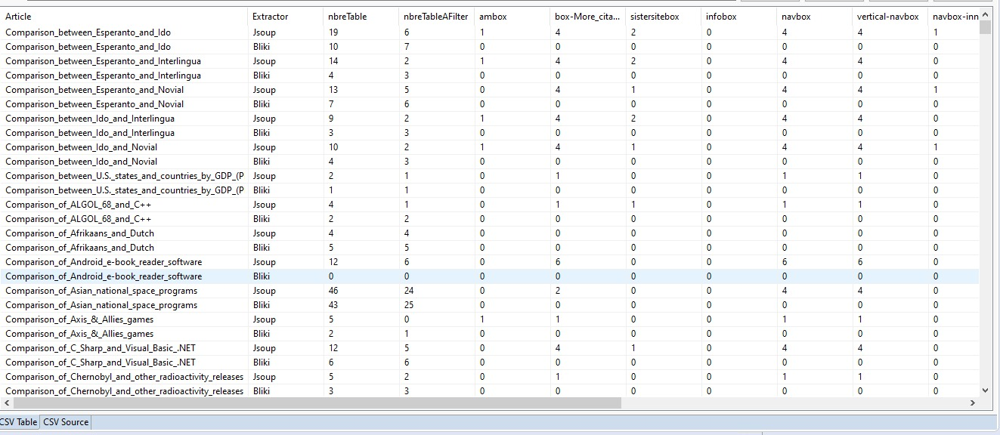 Article Extractor nbreTable nbreTableAFilter ambox box-More_cita... sistersitebox infobox navbox vertical-navbox navbox-inn
Comparison_between_Esperanto_and_Ido Jsoup 19 6 1 4 2 0 4 4 1
Comparison_between_Esperanto_and_Ido Bliki 10 7 0 0 0 0 0 0 0
Comparison_between_Esperanto_and_Interlingua Jsoup 14 2 1 4 2 0 4 4 0
Comparison_between_Esperanto_and_Interlingua Bliki 4 3 0 0 0 0 0 0 0
Comparison_between_Esperanto_and_Novial Jsoup 13 5 0 4 1 0 4 4 1
Comparison_between_Esperanto_and_Novial Bliki 7 6 0 0 0 0 0 0 0
Comparison_between_Ido_and_Interlingua Jsoup 9 2 1 4 2 0 4 4 0
Comparison_between_Ido_and_Interlingua Bliki 3 3 0 0 0 0 0 0 0
Comparison_between_Ido_and_Novial Jsoup 10 2 1 4 1 0 4 4 1
Comparison_between_Ido_and_Novial Bliki 4 3 0 0 0 0 0 0 0
Comparison_between_U.S._states_and_countries_by_GDP_(P Jsoup 2 1 0 1 0 0 1 1 0
Comparison_between_U.S._states_and_countries_by_GDP_(P Bliki 1 1 0 0 0 0 0 0 0
Comparison_of_ALGOL_68_and_C++ Jsoup 4 1 0 1 1 0 1 1 0
Comparison_of_ALGOL_68_and_C++ Bliki 2 2 0 0 0 0 0 0 0
Comparison_of_Afrikaans_and_Dutch Jsoup 4 4 0 0 0 0 0 0 0
Comparison_of_Afrikaans_and_Dutch Bliki 5 5 0 0 0 0 0 0 0
Comparison_of_Android_e-book_reader_software Jsoup 12 6 0 6 0 0 6 6 0
Comparison_of_Android_e-book_reader_software Bliki 0 0 0 0 0 0 0 0 0
Comparison_of_Asian_national_space_programs Jsoup 46 24 0 2 0 0 4 4 0
Comparison_of_Asian_national_space_programs Bliki 43 25 0 0 0 0 0 0 0
Comparison_of_Axis_&_Allies_games Jsoup 5 0 1 1 0 0 1 1 0
Comparison_of_Axis_&_Allies_games Bliki 2 1 0 0 0 0 0 0 0
Comparison_of_C_Sharp_and_Visual_Basic_.NET Jsoup 12 5 0 4 1 0 4 4 0
Comparison_of_C_Sharp_and_Visual_Basic_.NET Bliki 6 6 0 0 0 0 0 0 0
Comparison_of_Chernobyl_and_other_radioactivity_releases Jsoup 5 2 0 1 0 0 1 1 0
Comparison_of_Chernobyl_and_other_radioactivity_releases Bliki 3 3 0 0 0 0 0 0 0
CSV Table CSV Source